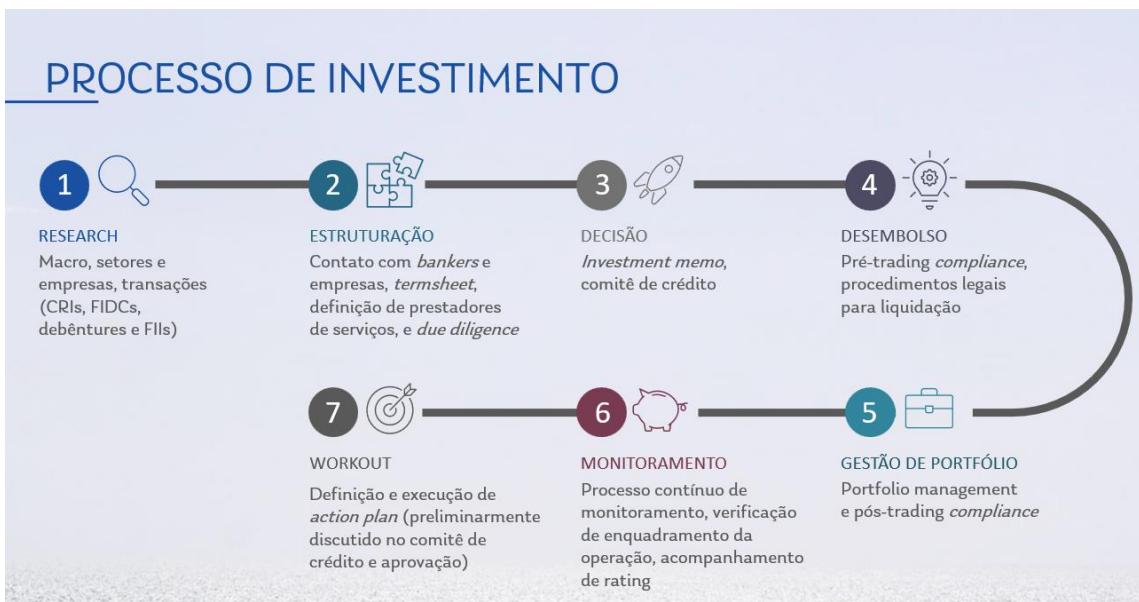 PROCESSO DE INVESTIMENTO
1
RESEARCH
Macro, setores e
empresas, transações
(CRIs, FIDCs,
debêntures e FIIs)
2
ESTRUTURAÇÃO
Contato com bankers e
empresas, termsheet,
definição de prestadores
de serviços, e due diligence
3
DECISÃO
Investment memo,
comitê de crédito
4
DESEMBOLSO
Pré-trading compliance,
procedimentos legais
para liquidação
5
GESTÃO DE PORTFÓLIO
Portfolio management
e pós-trading compliance
6
MONITORAMENTO
Processo contínuo de
monitoramento, verificação
de enquadramento da
operação, acompanhamento
de rating
7
WORKOUT
Definição e execução de
action plan (preliminarmente
discutido no comitê de
crédito e aprovação)